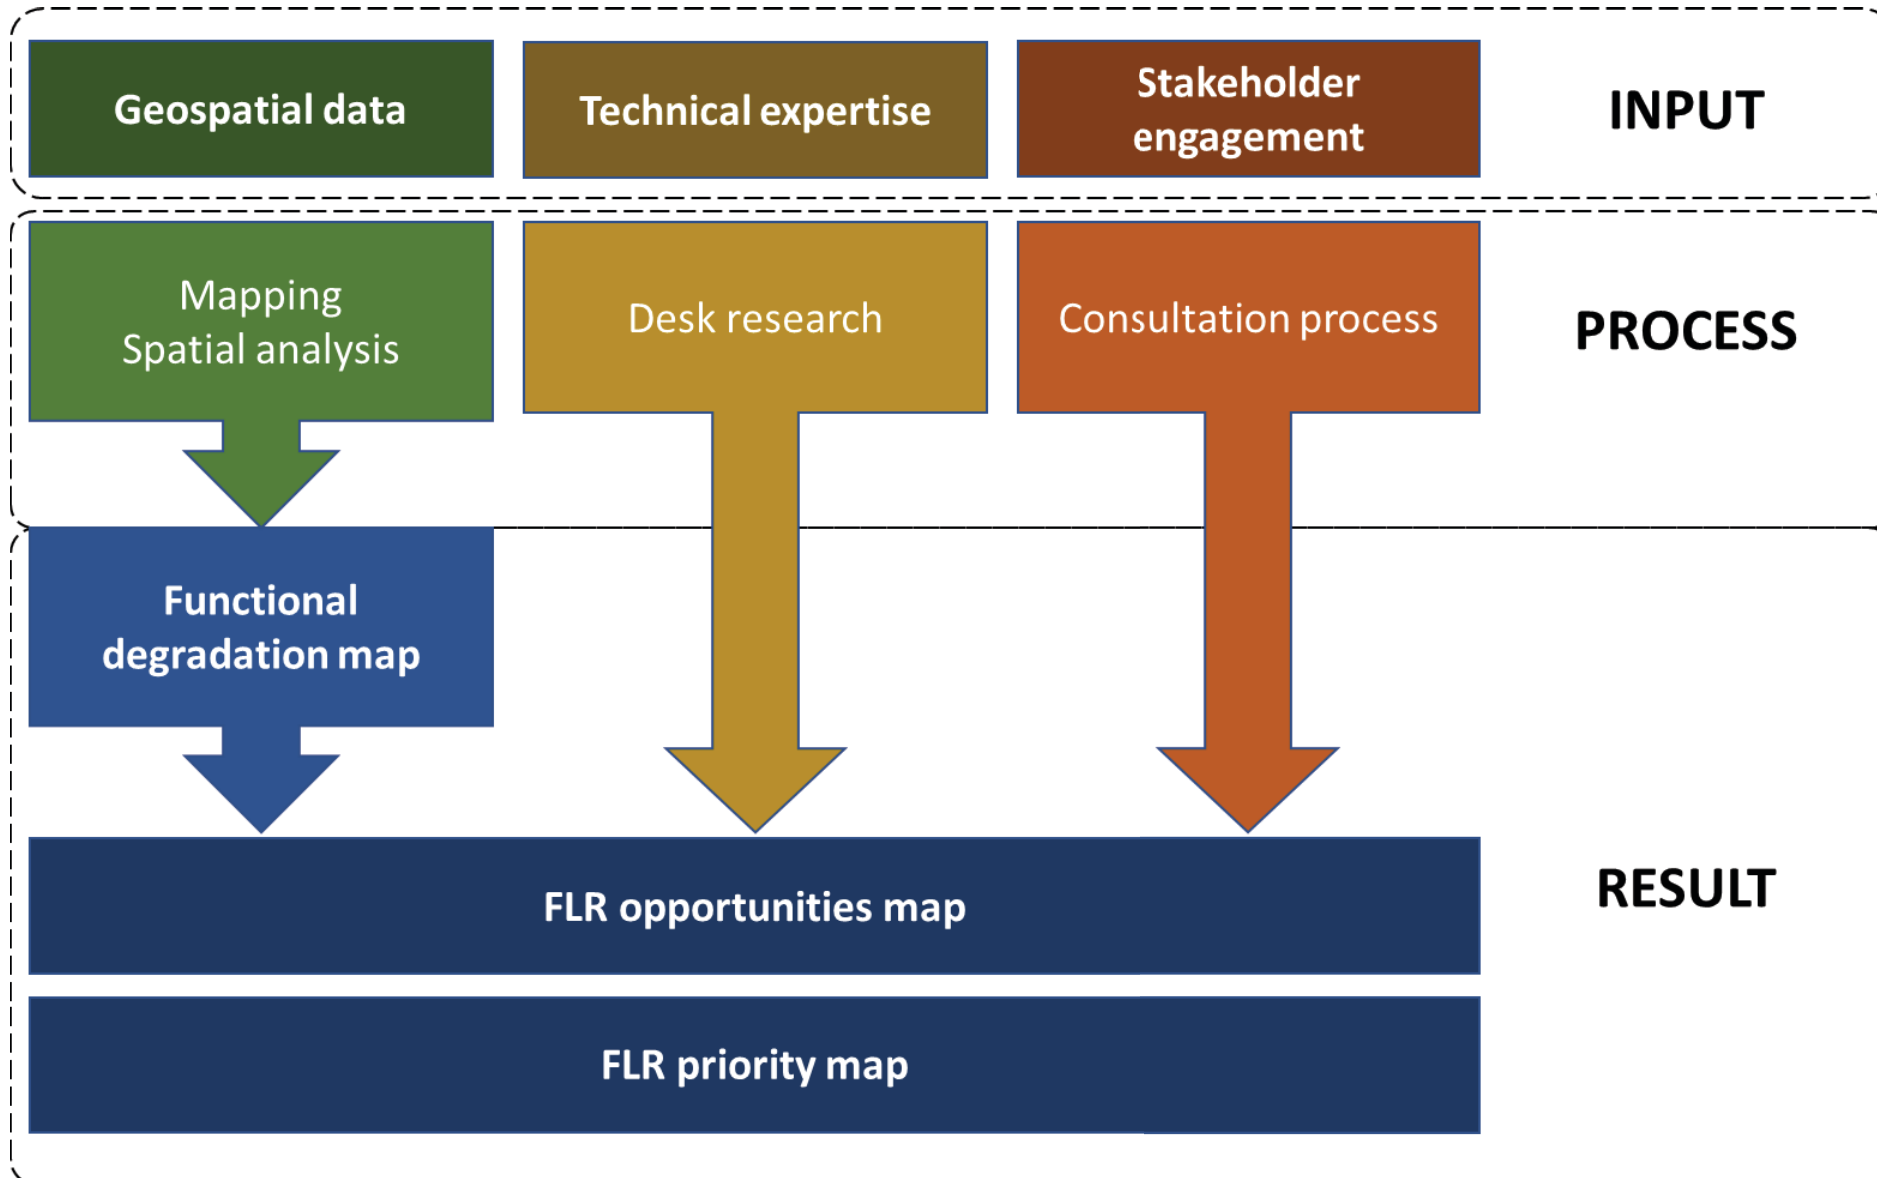 Geospatial data
Technical expertise
Stakeholder
engagement
INPUT
Mapping
Spatial analysis
Desk research
Consultation process
PROCESS
Functional
degradation map
FLR opportunities map
RESULT
FLR priority map